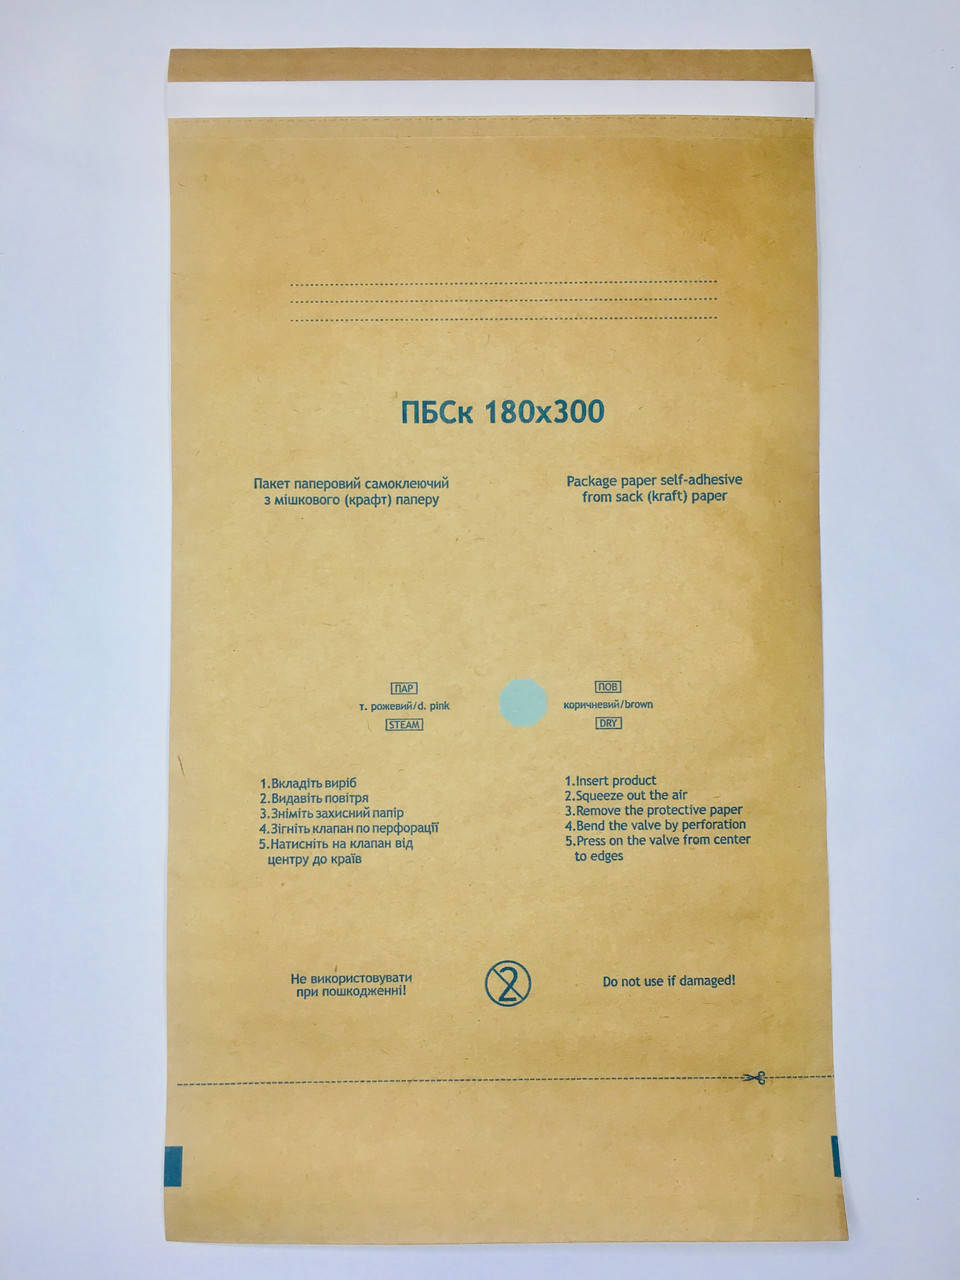 ПБСк 180х300
Пакет паперовий самоклеючий
з мішкового (крафт) паперу
Package paper self-adhesive
from sack (kraft) paper
ПАР
т. рожевий/d. pink
STEAM
ПОВ
коричневий/brown
DRY
1.Вкладіть виріб
2.Видавіть повітря
3.Зніміть захисний папір
4.Зігніть клапан по перфорації
5.Натисніть на клапан від
центру до країв
1.Insert product
2.Squeeze out the air
3.Remove the protective paper
4.Bend the valve by perforation
5.Press on the valve from center
to edges
Не використовувати
при пошкодженні!
2
Do not use if damaged!